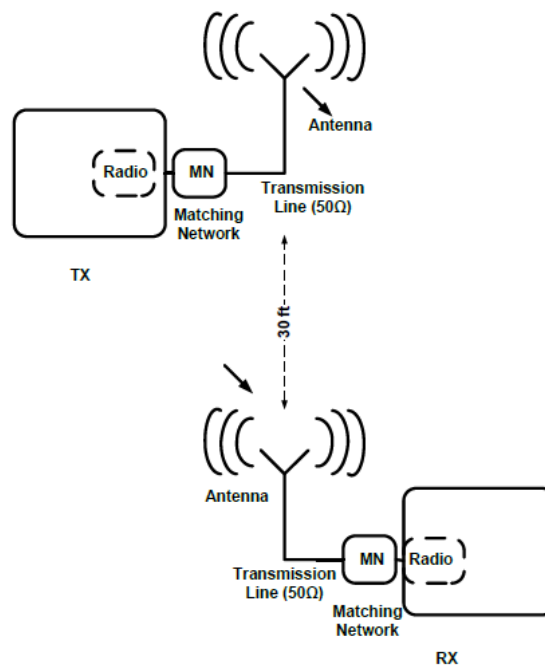 Antenna
Radio
MN
Transmission
Line (50Ω)
Matching
Network
TX
30 ft
Antenna
MN
Radio
Transmission
Line (50Ω)
Matching
Network
RX